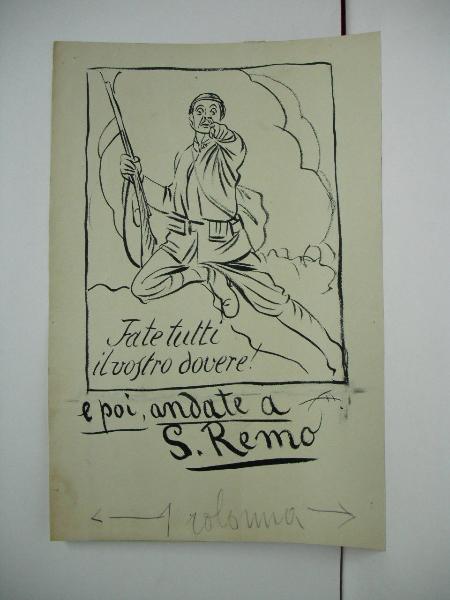 Fate tutti
il vostro dovere!
e poi, andate a
S. Remo
1 colonna